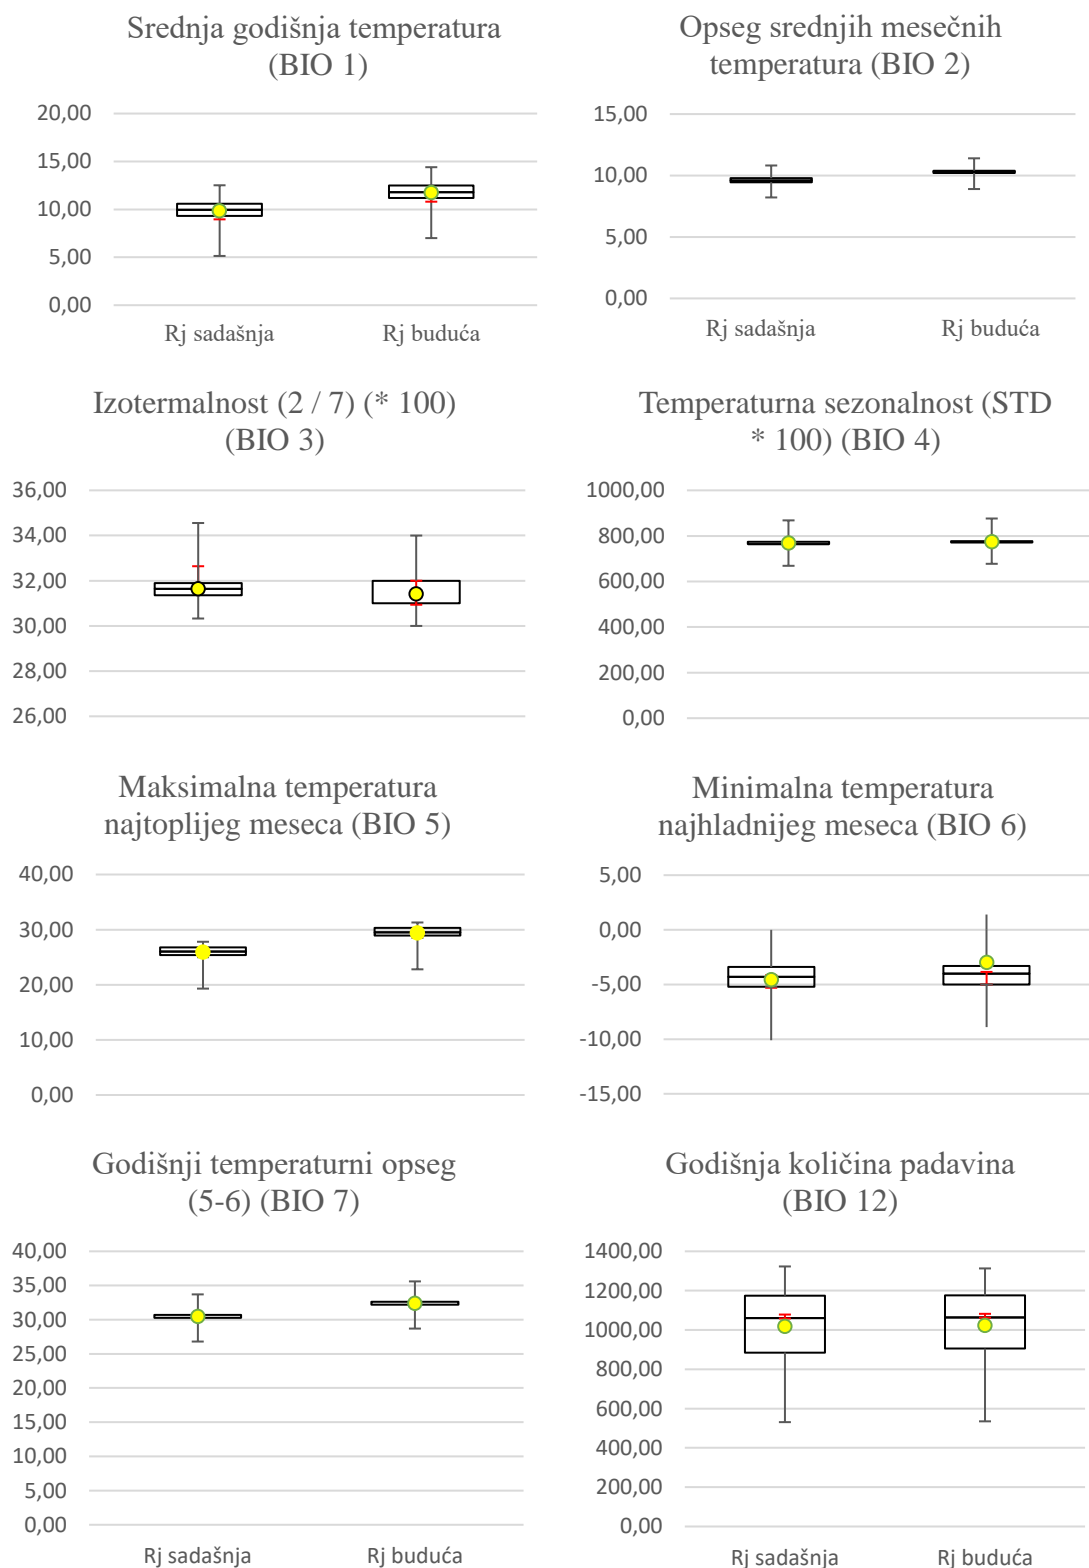 Srednja godišnja temperatura
(BIO 1)
20,00
15,00
10,00
5,00
0,00
Rj sadašnja
Rj buduća
Opseg srednjih mesečnih
temperatura (BIO 2)
15,00
10,00
5,00
0,00
Rj sadašnja
Rj buduća
Izotermalnost (2 / 7) (* 100)
(BIO 3)
36,00
34,00
32,00
30,00
28,00
26,00
Temperaturna sezonalnost (STD
* 100) (BIO 4)
1000,00
800,00
600,00
400,00
200,00
0,00
Maksimalna temperatura
najtoplijeg meseca (BIO 5)
40,00
30,00
20,00
10,00
0,00
Minimalna temperatura
najhladnijeg meseca (BIO 6)
5,00
0,00
-5,00
-10,00
-15,00
Godišnji temperaturni opseg
(5-6) (BIO 7)
40,00
35,00
30,00
25,00
20,00
15,00
10,00
5,00
0,00
Rj sadašnja
Rj buduća
Godišnja količina padavina
(BIO 12)
1400,00
1200,00
1000,00
800,00
600,00
400,00
200,00
0,00
Rj sadašnja
Rj buduća